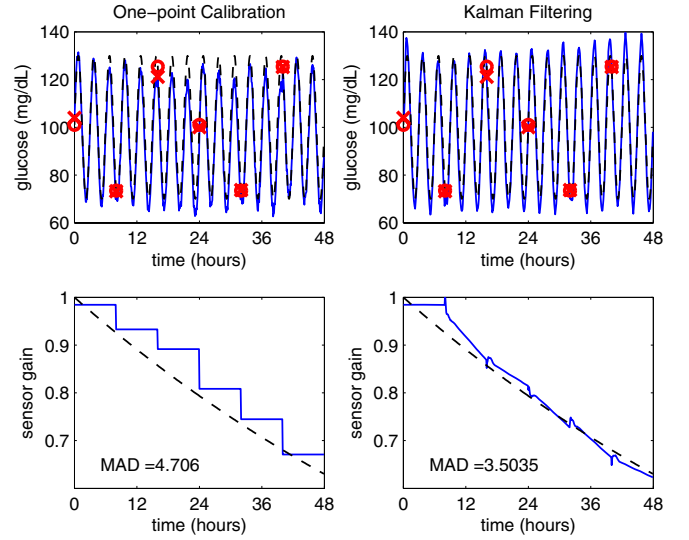 One-point Calibration
Kalman Filtering
glucose (mg/dL)
140
120
100
80
60
0 12 24 36 48
time (hours)
glucose (mg/dL)
140
120
100
80
60
0 12 24 36 48
time (hours)
sensor gain
1
0.9
0.8
0.7
MAD =4.706
0 12 24 36 48
time (hours)
sensor gain
1
0.9
0.8
0.7
MAD =3.5035
0 12 24 36 48
time (hours)